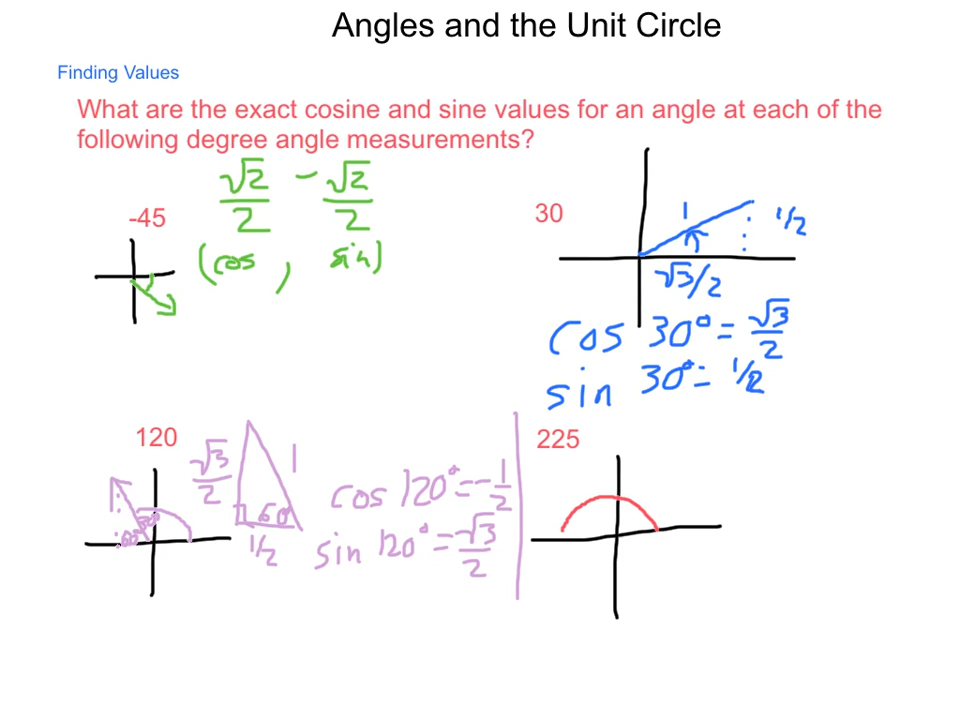 Angles and the Unit Circle
Finding Values
What are the exact cosine and sine values for an angle at each of the
following degree angle measurements?
-45
√2/2 -√2/2
(cos , sin)
30
1
1/2
√3/2
cos 30° = √3/2
sin 30° = 1/2
120
√3/2
1
60°
1/2
cos 120° = -1/2
sin 120° = √3/2
225